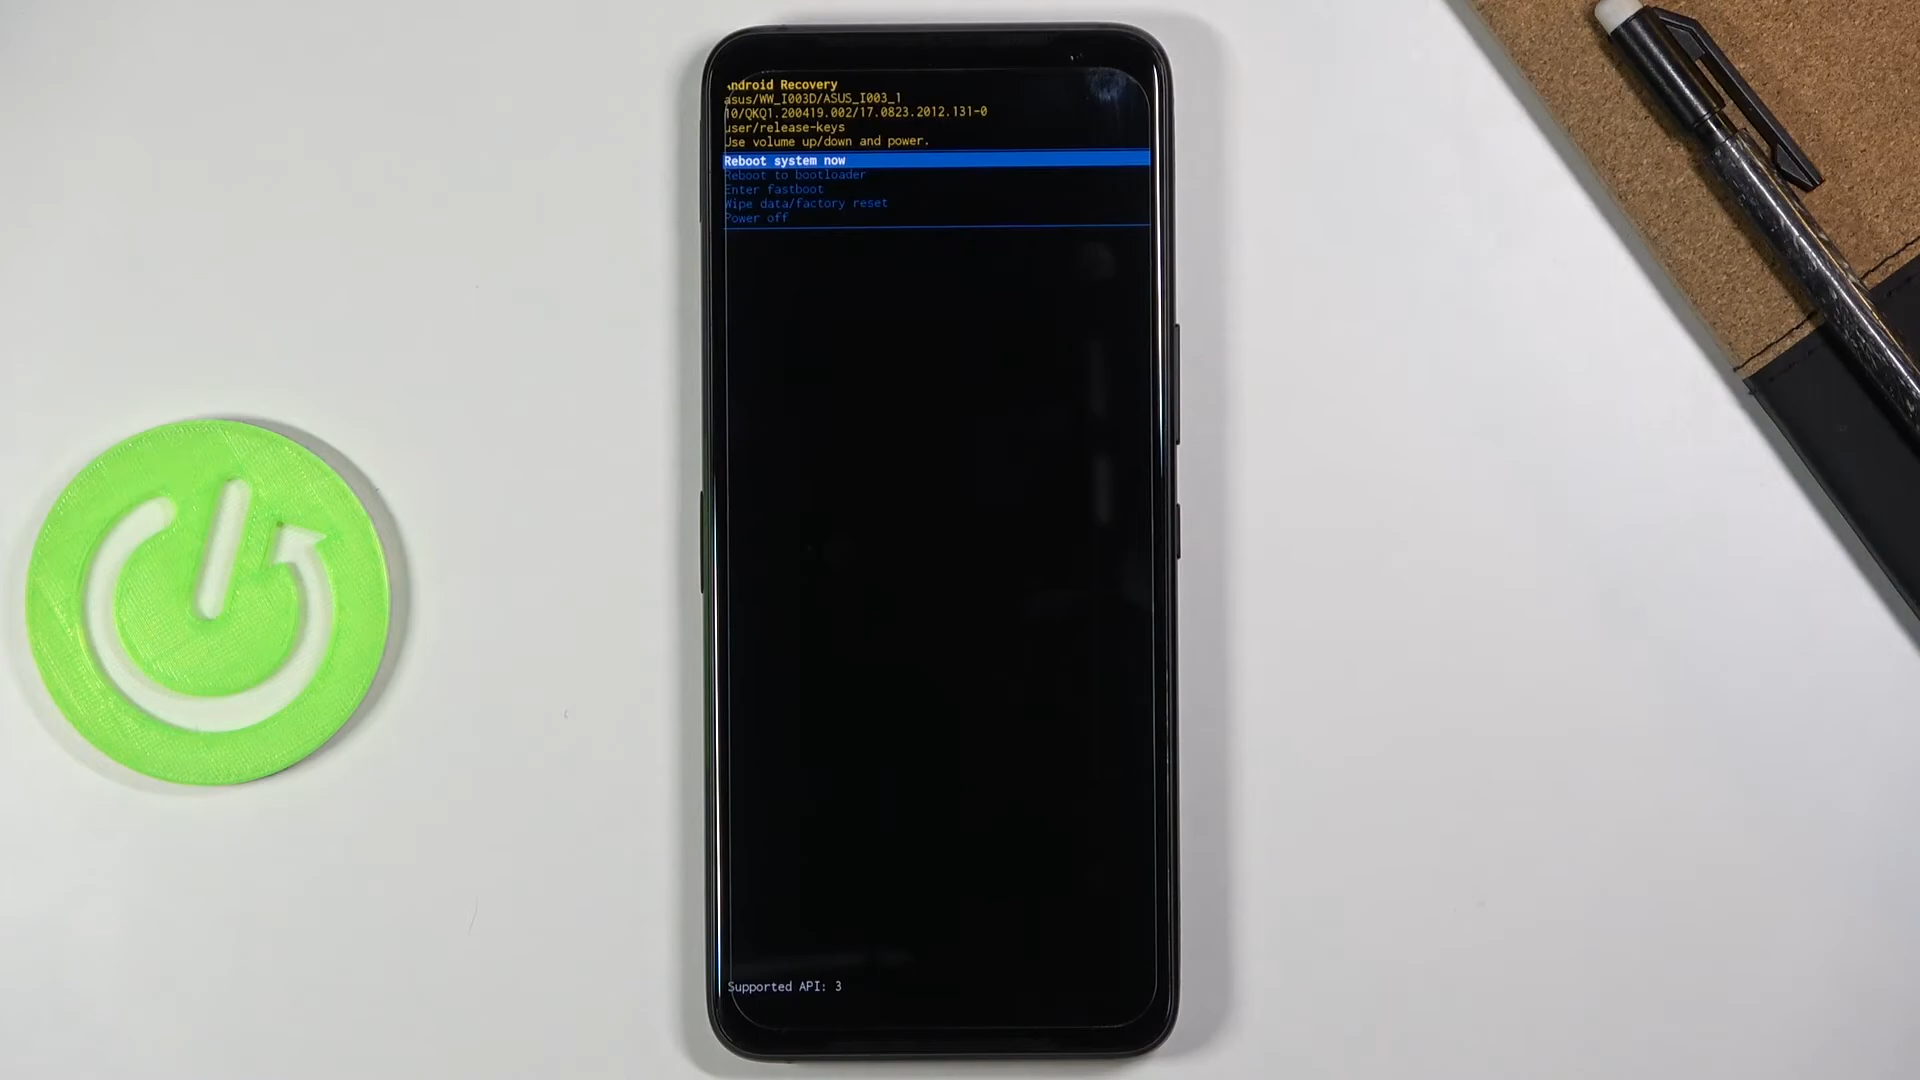 Android Recovery
asus/WW_I003D/ASUS_I003_1
10/QKQ1.200419.002/17.0823.2012.131-0
user/release-keys
Use volume up/down and power.
Reboot system now
Reboot to bootloader
Enter fastboot
Wipe data/factory reset
Power off
Supported API: 3